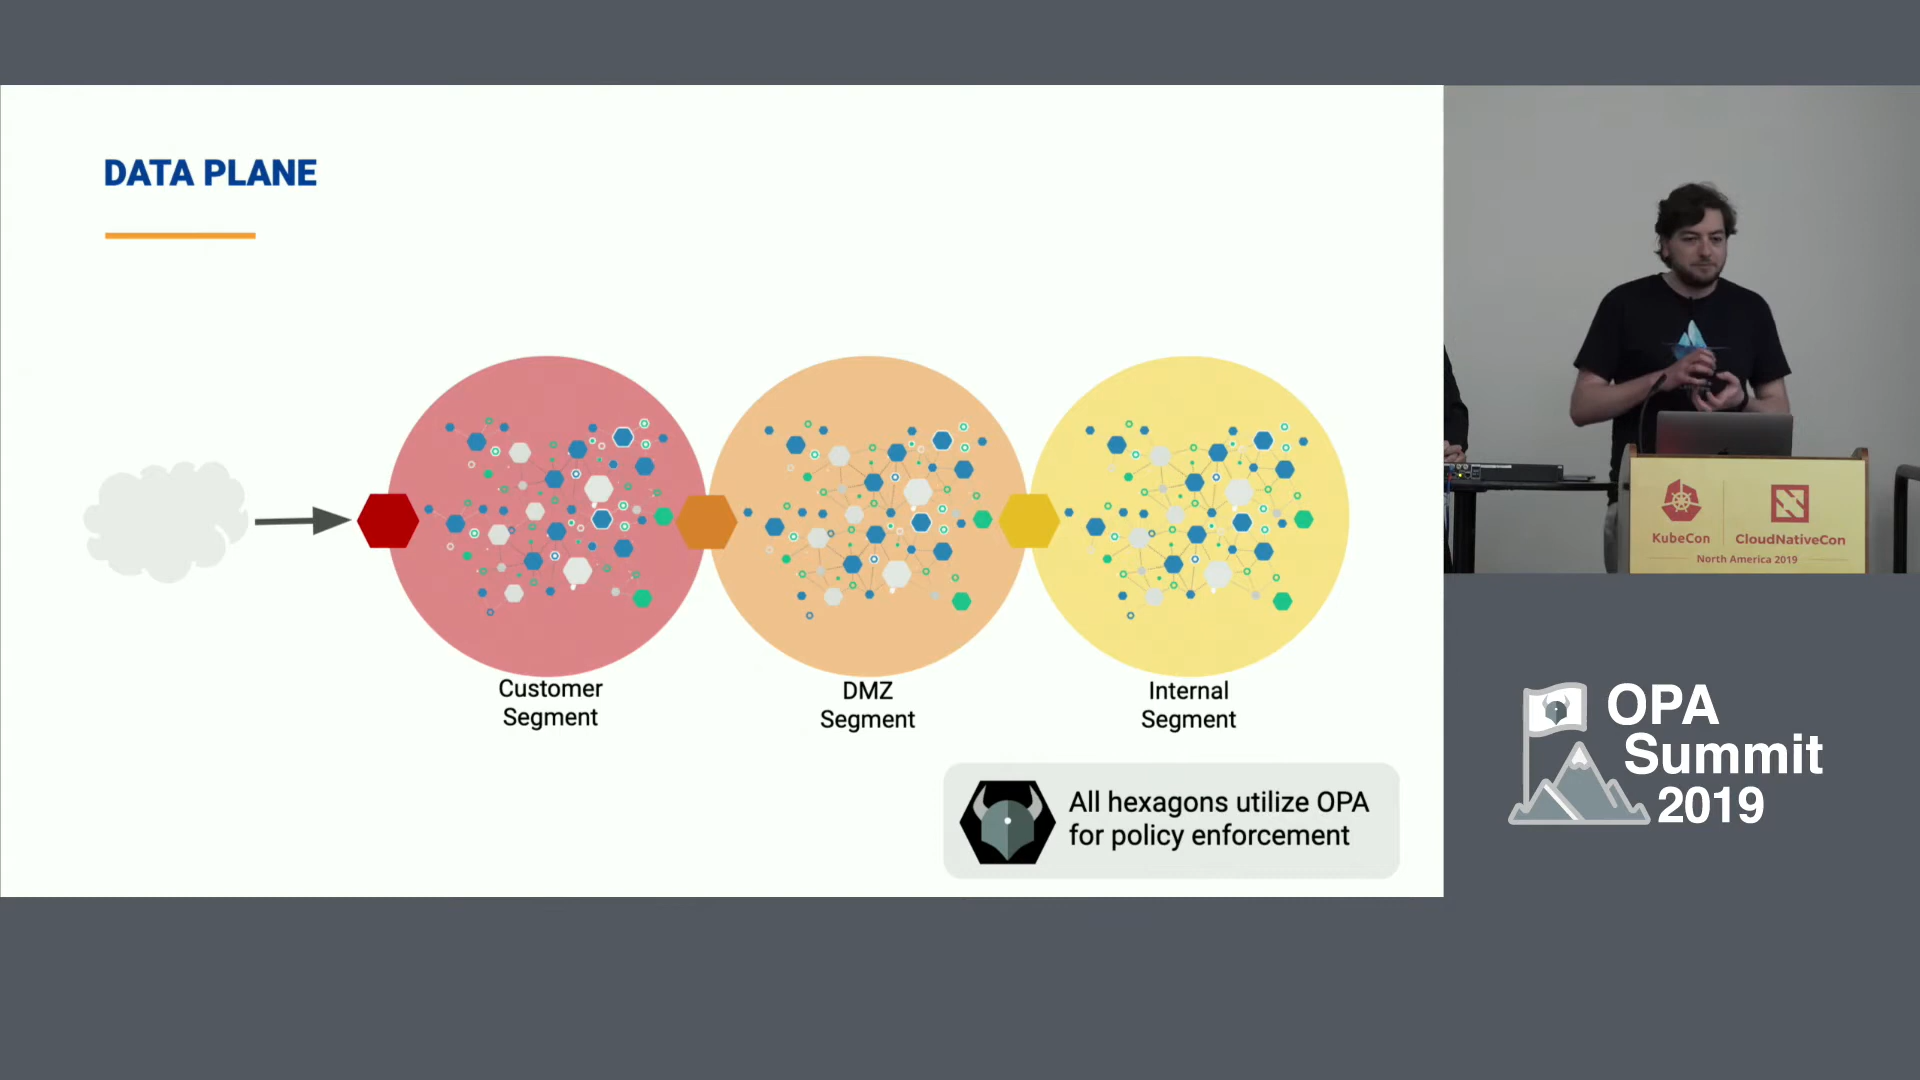 DATA PLANE
Customer
Segment
DMZ
Segment
Internal
Segment
All hexagons utilize OPA
for policy enforcement
KubeCon
CloudNativeCon
North America 2019
OPA
Summit
2019